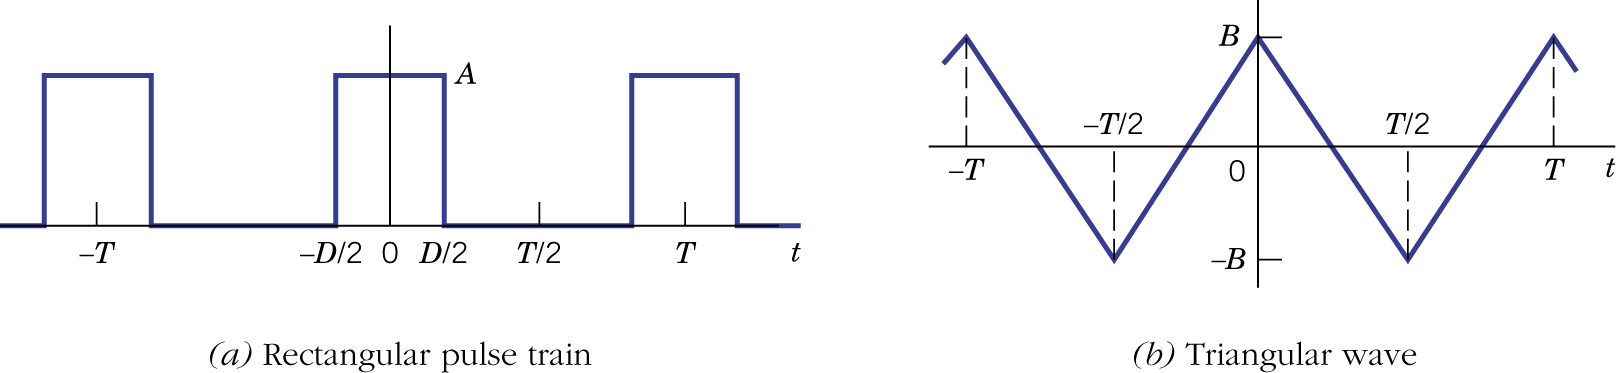 A
–T
–D/2
0
D/2
T/2
T
t
(a) Rectangular pulse train
B
–T/2
T/2
–T
0
T
t
–B
(b) Triangular wave